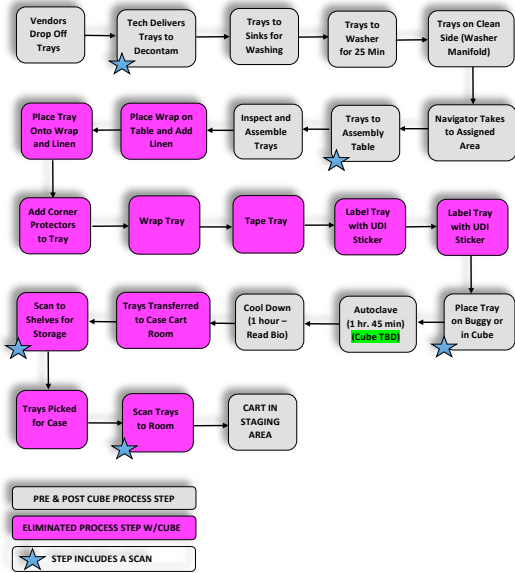 Vendors
Drop Off
Trays
Tech Delivers
Trays to
Decontam
Trays to
Sinks for
Washing
Trays to
Washer
for 25 Min
Trays on Clean
Side (Washer
Manifold)
Place Tray
Onto Wrap
and Linen
Place Wrap on
Table and Add
Linen
Inspect and
Assemble
Trays
Trays to
Assembly
Table
Navigator Takes
to Assigned
Area
Add Corner
Protectors
to Tray
Wrap Tray
Tape Tray
Label Tray
with UDI
Sticker
Label Tray
with UDI
Sticker
Scan to
Shelves for
Storage
Trays Transferred
to Case Cart
Room
Cool Down
(1 hour –
Read Bio)
Autoclave
(1 hr. 45 min)
(Cube TBD)
Place Tray
on Buggy or
in Cube
Trays Picked
for Case
Scan Trays
to Room
CART IN
STAGING
AREA
PRE & POST CUBE PROCESS STEP
ELIMINATED PROCESS STEP W/CUBE
STEP INCLUDES A SCAN